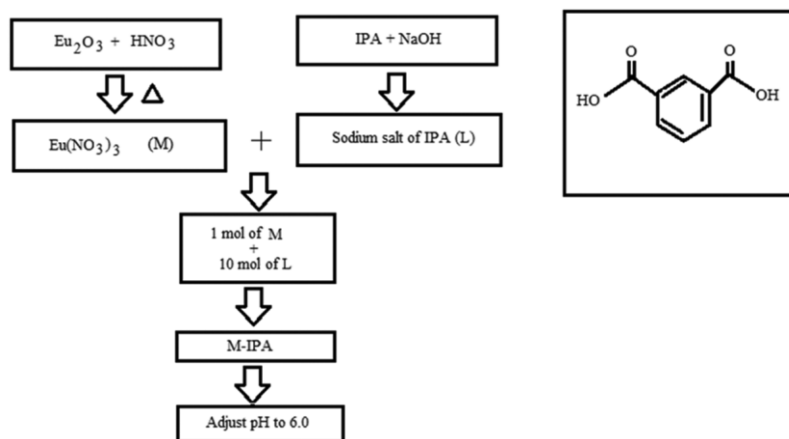 Eu2O3 + HNO3
IPA + NaOH
Δ
Eu(NO3)3 (M)
+
Sodium salt of IPA (L)
1 mol of M
+
10 mol of L
M-IPA
Adjust pH to 6.0
O
O
HO
OH